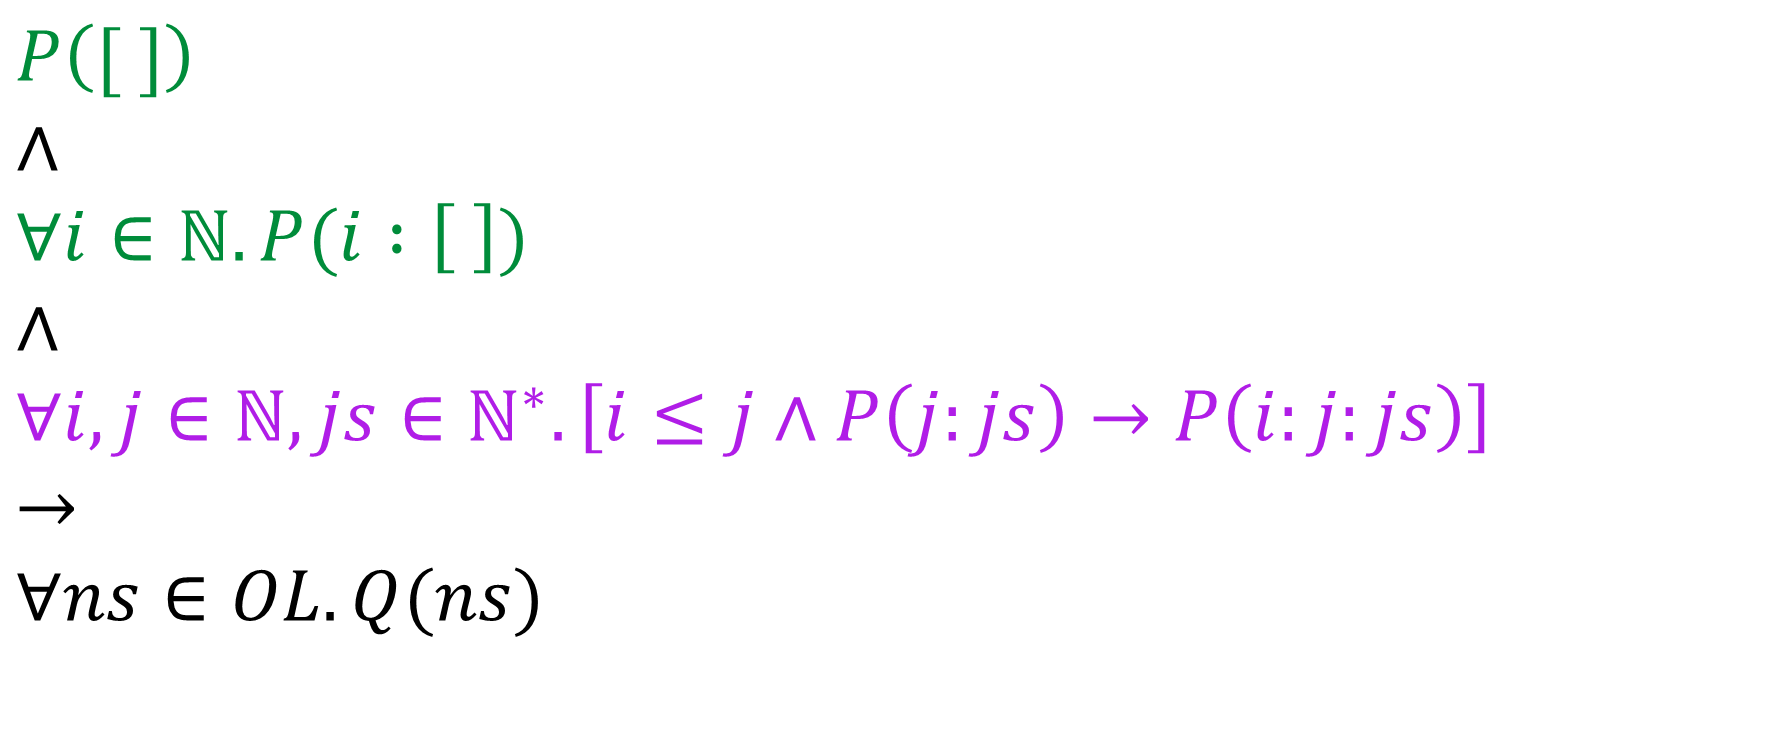 P([ ])
∧
∀i ∈ ℕ. P(i : [ ])
∧
∀i, j ∈ ℕ, js ∈ ℕ* . [i ≤ j ∧ P(j: js) → P(i: j: js)]
→
∀ns ∈ OL. Q(ns)